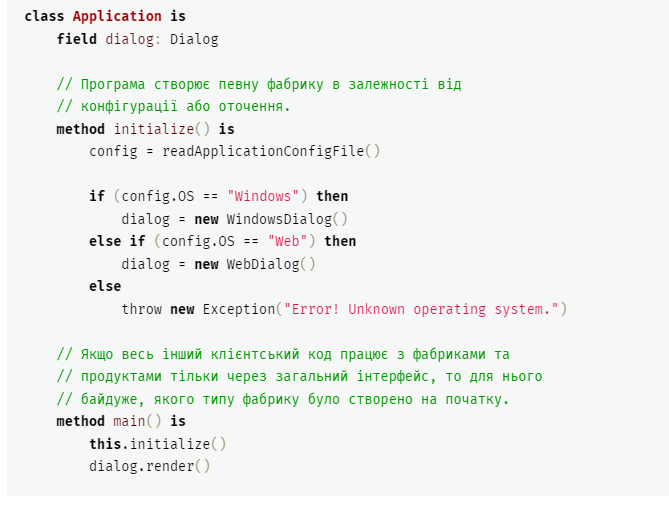 class Application is
    field dialog: Dialog

    // Програма створює певну фабрику в залежності від
    // конфігурації або оточення.
    method initialize() is
        config = readApplicationConfigFile()

        if (config.OS == "Windows") then
            dialog = new WindowsDialog()
        else if (config.OS == "Web") then
            dialog = new WebDialog()
        else
            throw new Exception("Error! Unknown operating system.")

    // Якщо весь інший клієнтський код працює з фабриками та
    // продуктами тільки через загальний інтерфейс, то для нього
    // байдуже, якого типу фабрику було створено на початку.
    method main() is
        this.initialize()
        dialog.render()